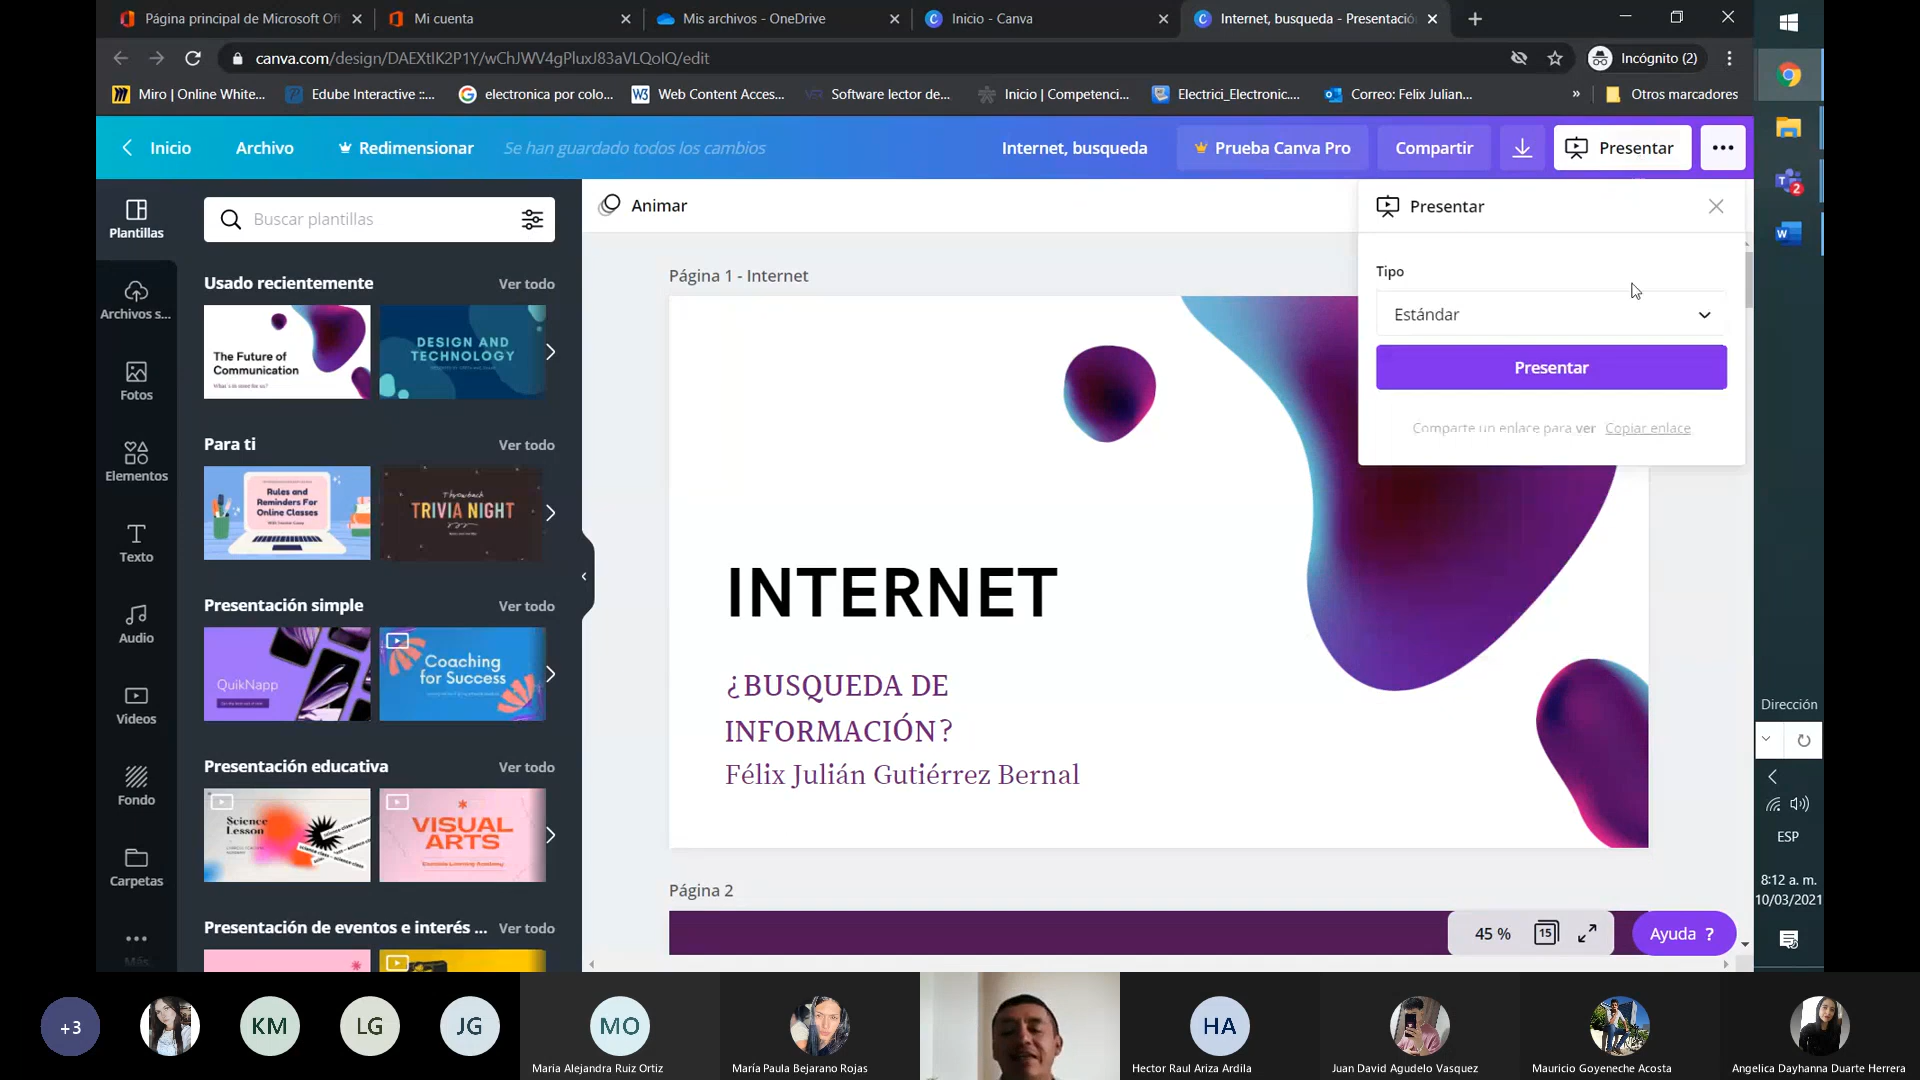 Página principal de Microsoft Of
Mi cuenta
Mis archivos - OneDrive
Inicio - Canva
Internet, busqueda - Presentació
canva.com/design/DAEXtIK2P1Y/wChJWV4gPluxJ83aVLQoIQ/edit
Incógnito (2)
Miro | Online White...
Edube Interactive ::...
electronica por colo...
Web Content Acces...
Software lector de...
Inicio | Competenci...
Electrici_Electronic....
Correo: Felix Julian...
»
Otros marcadores
Inicio
Archivo
Redimensionar
Se han guardado todos los cambios
Internet, busqueda
Prueba Canva Pro
Compartir
Presentar
Plantillas
Archivos s...
Fotos
Elementos
Texto
Audio
Videos
Fondo
Carpetas
Más
Buscar plantillas
Usado recientemente
Ver todo
The Future of
Communication
DESIGN AND
TECHNOLOGY
Para ti
Ver todo
Rules and
Reminders For
Online Classes
Throwback
TRIVIA NIGHT
Presentación simple
Ver todo
QuikNapp
Coaching
for Success
Presentación educativa
Ver todo
Science
Lesson
VISUAL
ARTS
Presentación de eventos e interés ...
Ver todo
Animar
Página 1 - Internet
INTERNET
¿BUSQUEDA DE
INFORMACIÓN?
Félix Julián Gutiérrez Bernal
Página 2
Presentar
Tipo
Estándar
Presentar
Comparte un enlace para ver Copiar enlace
45 %
15
Ayuda ?
2
Dirección
ESP
8:12 a. m.
10/03/2021
+3
KM
LG
JG
MO
Maria Alejandra Ruiz Ortiz
María Paula Bejarano Rojas
HA
Hector Raul Ariza Ardila
Juan David Agudelo Vasquez
Mauricio Goyeneche Acosta
Angelica Dayhanna Duarte Herrera